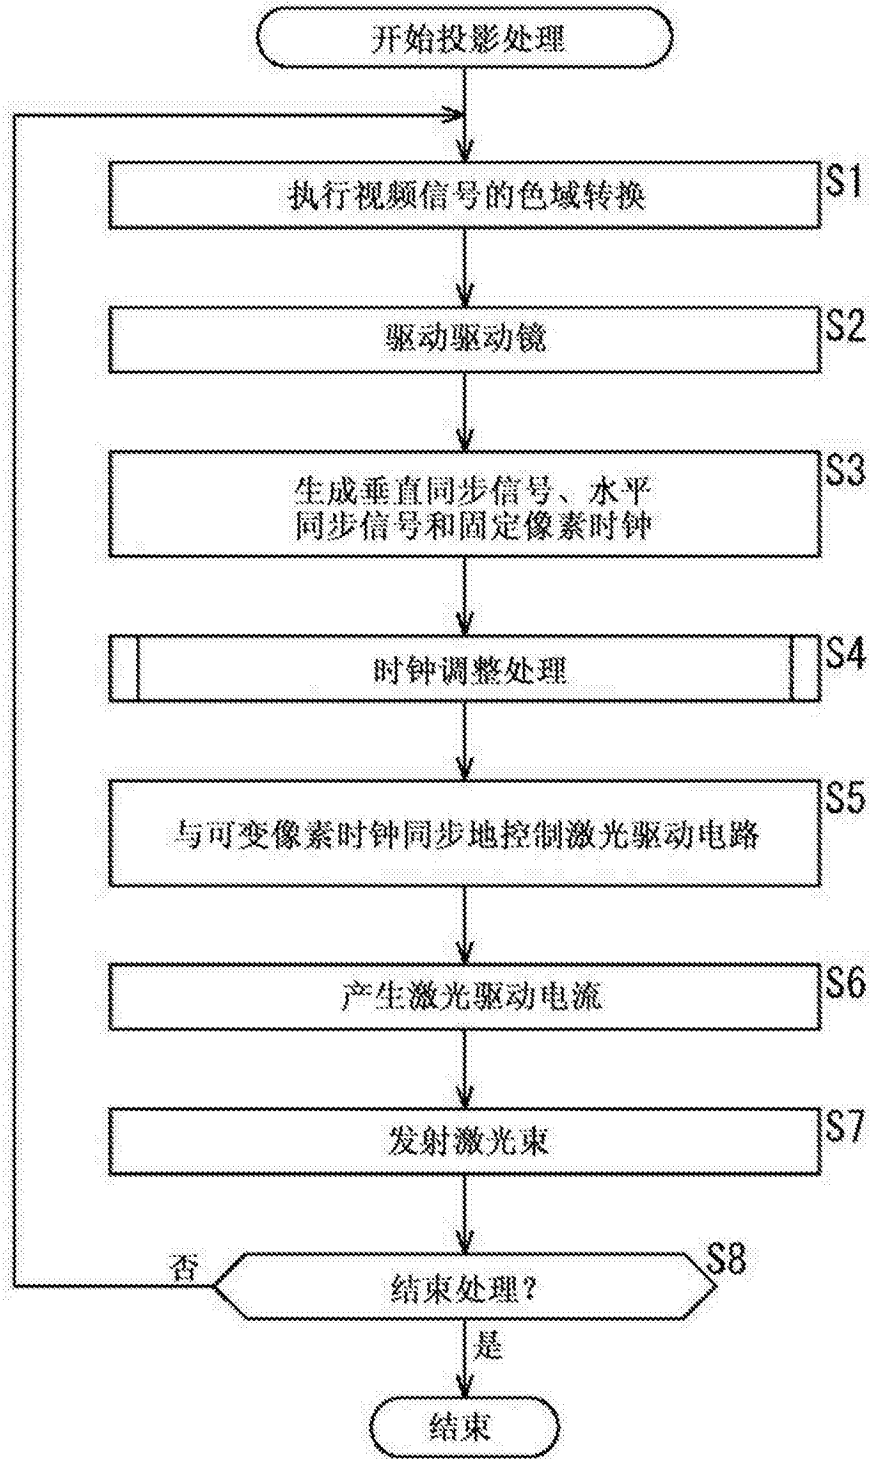 开始投影处理
执行视频信号的色域转换
S1
驱动驱动镜
S2
生成垂直同步信号、水平
同步信号和固定像素时钟
S3
时钟调整处理
S4
与可变像素时钟同步地控制激光驱动电路
S5
产生激光驱动电流
S6
发射激光束
S7
结束处理?
S8
否
是
结束